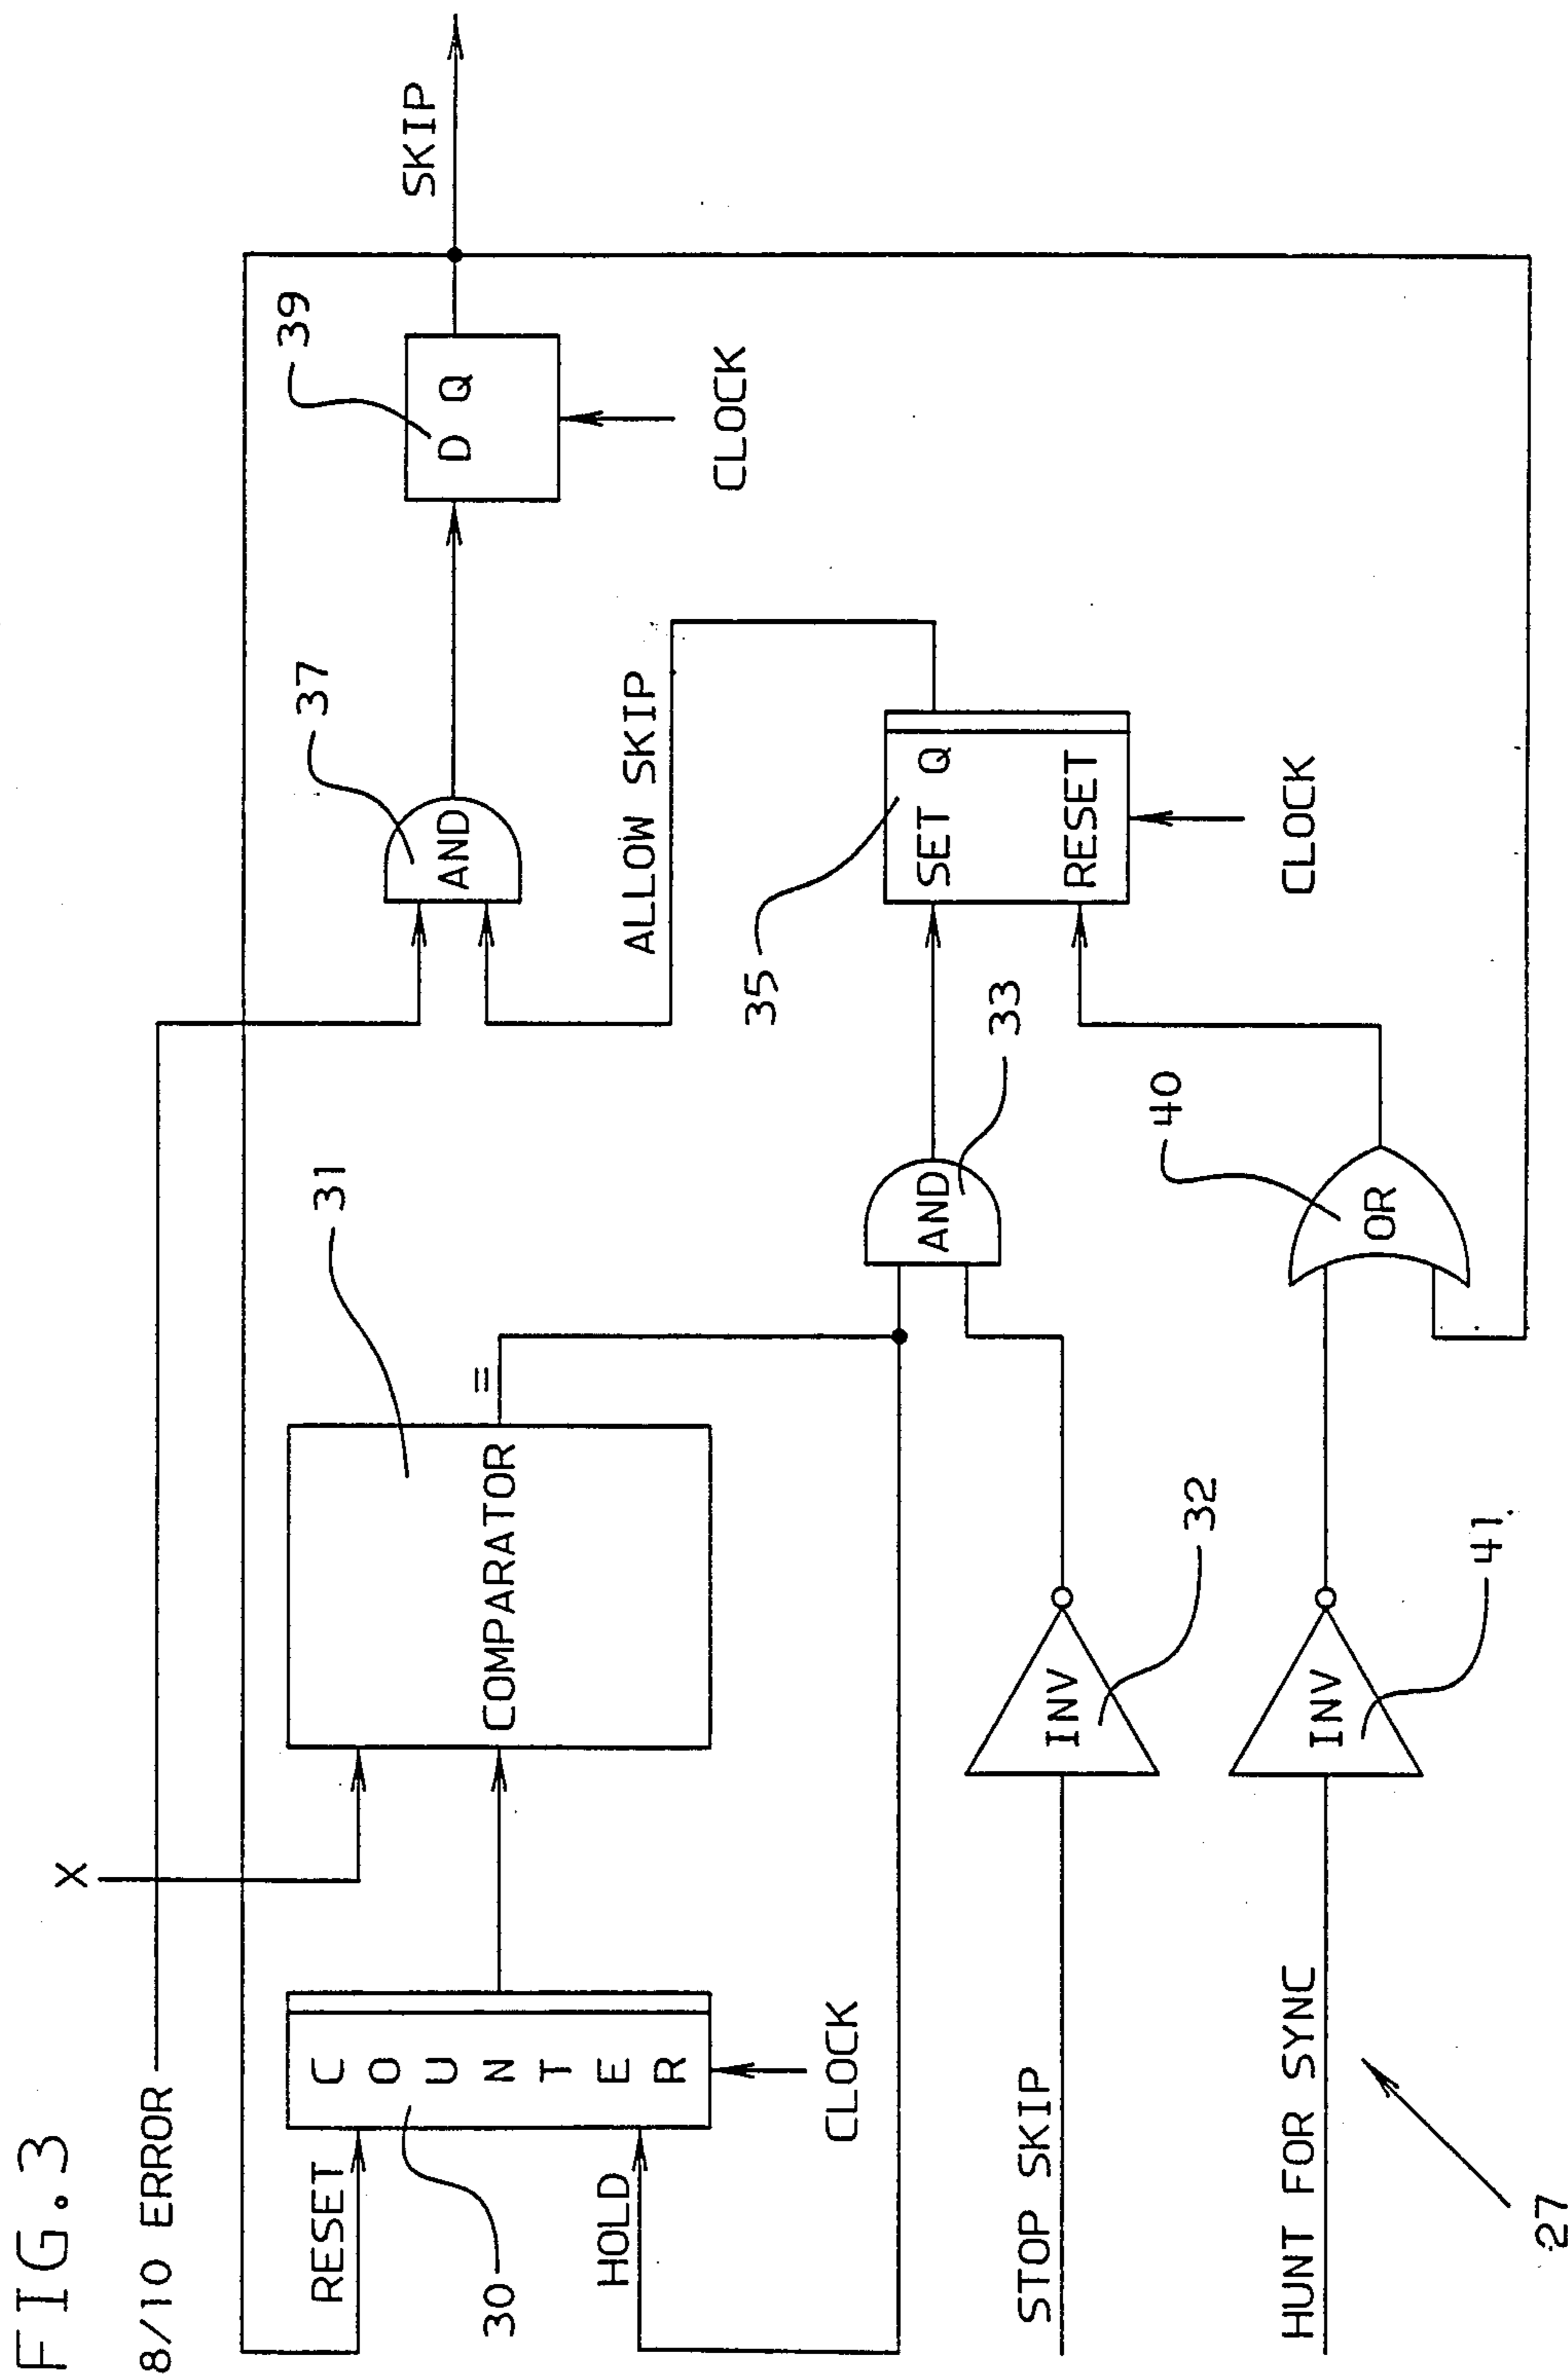 FIG.3
8/10 ERROR
X
RESET
30
COUNTER
HOLD
CLOCK
COMPARATOR
=
31
37
AND
39
D Q
CLOCK
SKIP
ALLOW SKIP
35
SET Q
RESET
CLOCK
33
AND
STOP SKIP
INV
32
40
OR
HUNT FOR SYNC
INV
41
27